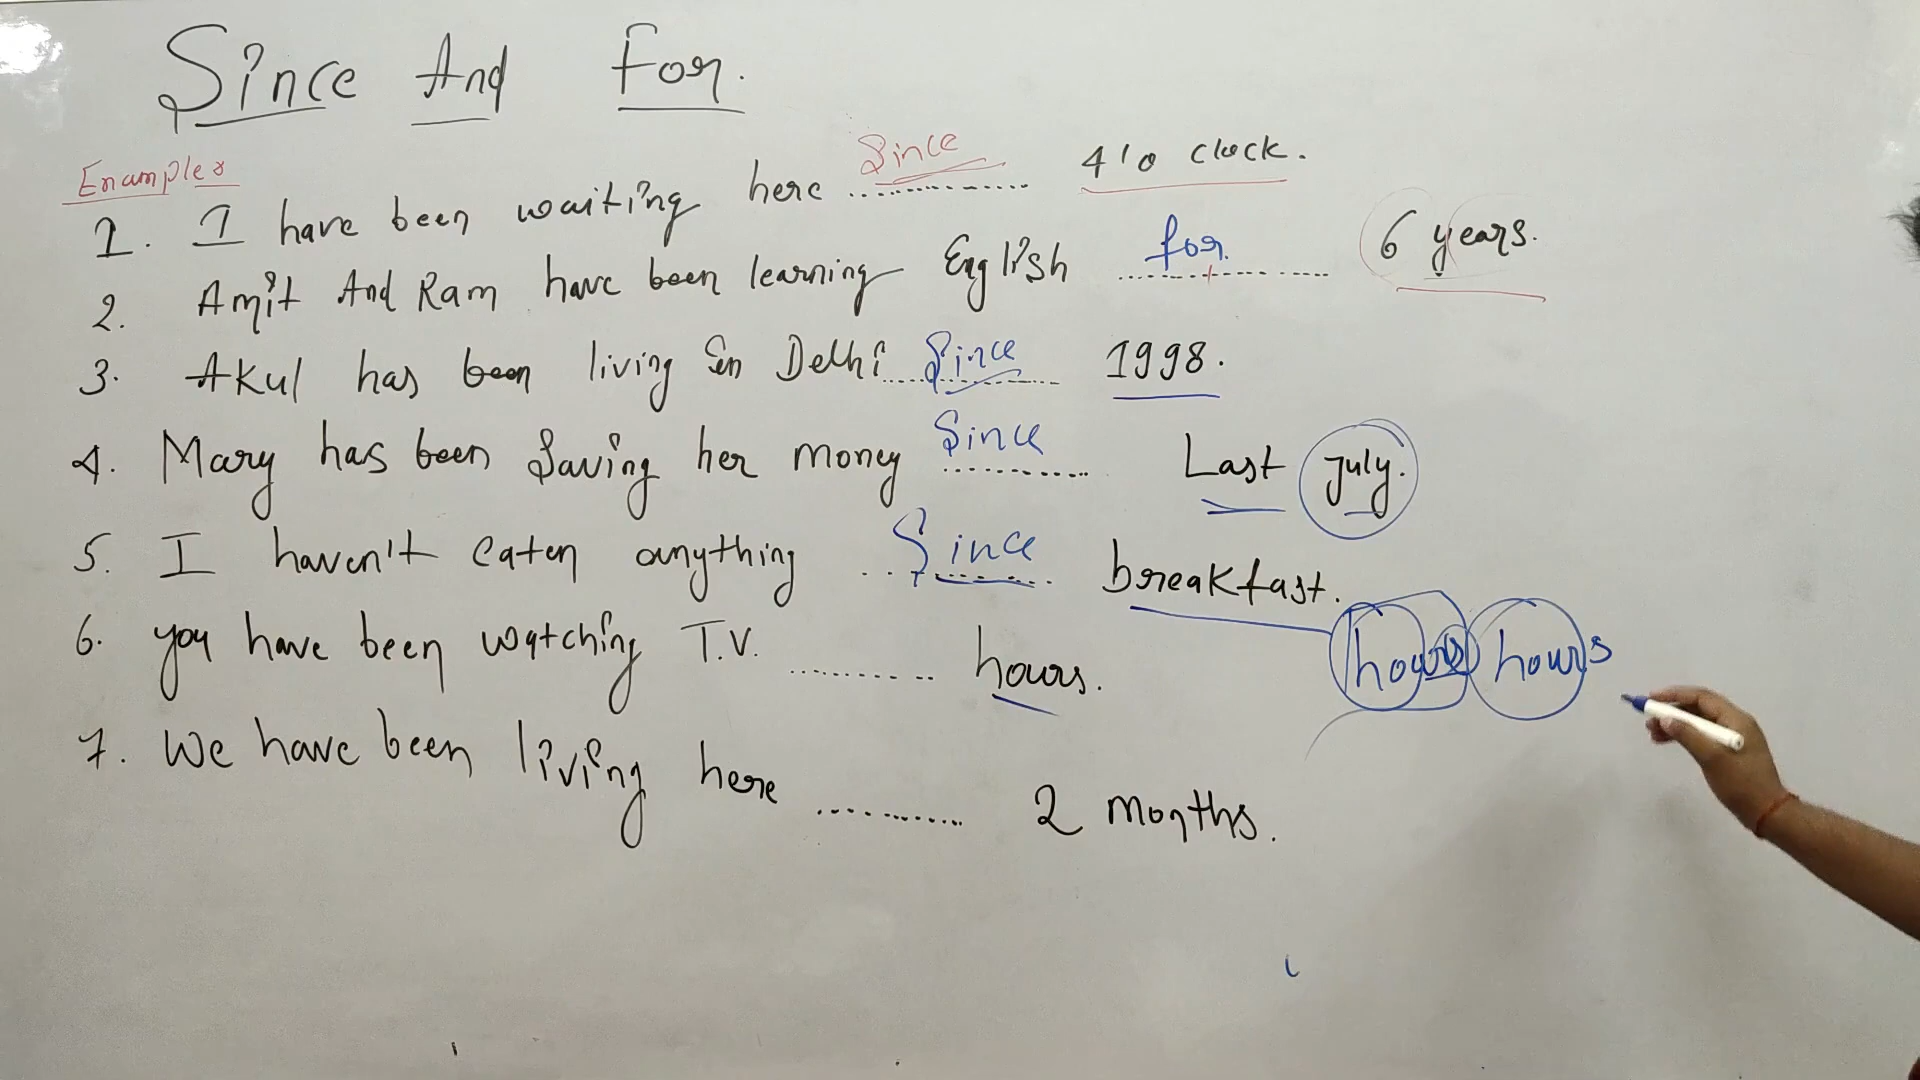 Since And For.
Examples
1. I have been waiting here ....Since.... 4'o clock.
2. Amit And Ram have been learning English ....for.... 6 years.
3. Akul has been living in Delhi ....Since.... 1998.
4. Mary has been Saving her money ....Since.... Last July.
5. I haven't eaten anything ....Since.... breakfast.
6. you have been watching T.V. .......... hours.
hours hours
7. We have been living here .......... 2 months.